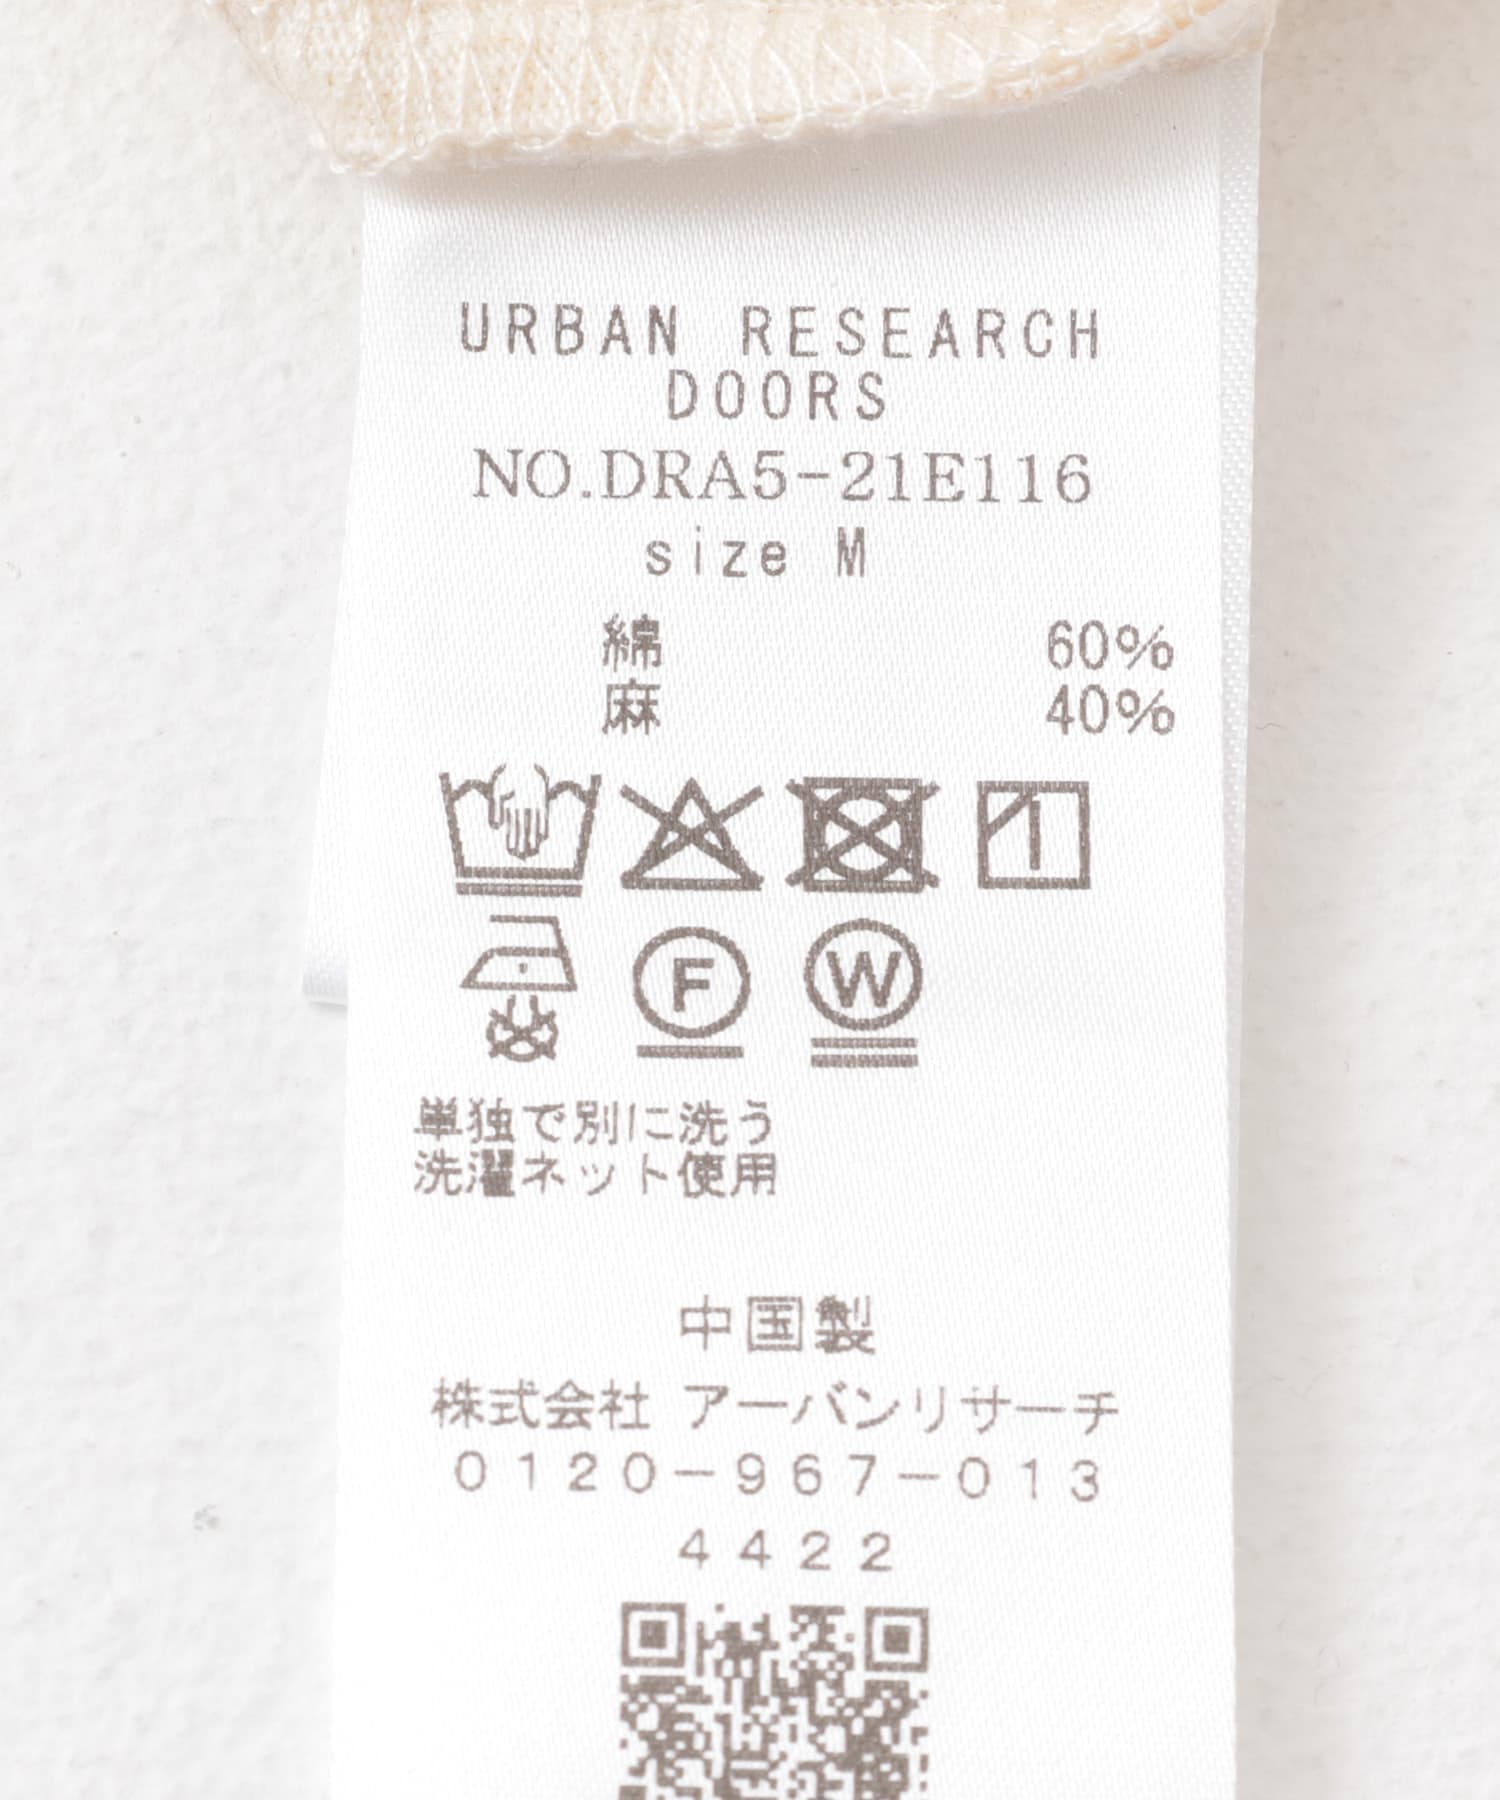 URBAN RESEARCH
DOORS
NO.DRA5-21E116
size M
綿 60%
麻 40%
F W
単独で別に洗う
洗濯ネット使用
中国製
株式会社 アーバンリサーチ
0120-967-013
4422